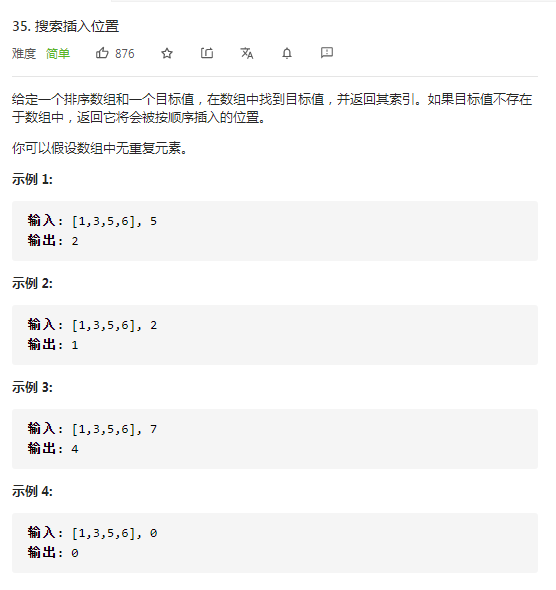 35. 搜索插入位置
难度 简单 876
给定一个排序数组和一个目标值，在数组中找到目标值，并返回其索引。如果目标值不存在
于数组中，返回它将会被按顺序插入的位置。
你可以假设数组中无重复元素。
示例 1:
输入: [1,3,5,6], 5
输出: 2
示例 2:
输入: [1,3,5,6], 2
输出: 1
示例 3:
输入: [1,3,5,6], 7
输出: 4
示例 4:
输入: [1,3,5,6], 0
输出: 0